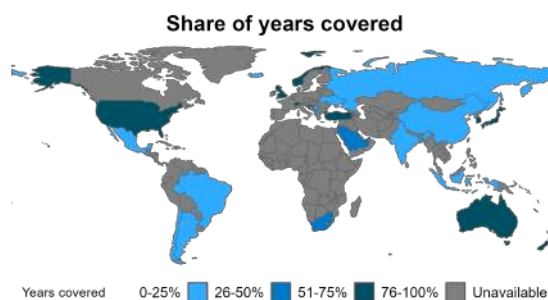 Share of years covered
Years covered 0-25% 26-50% 51-75% 76-100% Unavailable